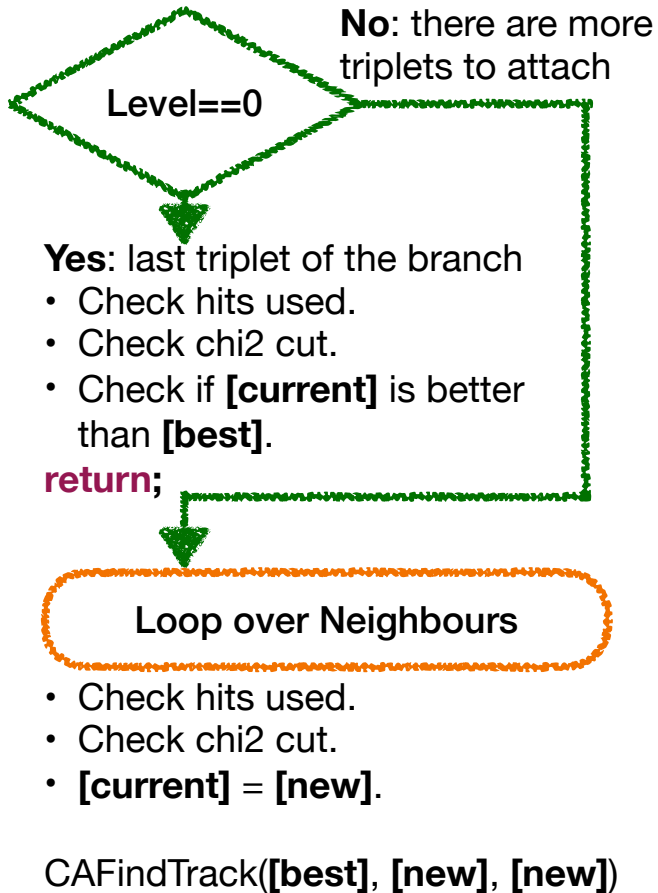 No: there are more
triplets to attach
Level==0
Yes: last triplet of the branch
• Check hits used.
• Check chi2 cut.
• Check if [current] is better
than [best].
return;
Loop over Neighbours
• Check hits used.
• Check chi2 cut.
• [current] = [new].
CAFindTrack([best], [new], [new])